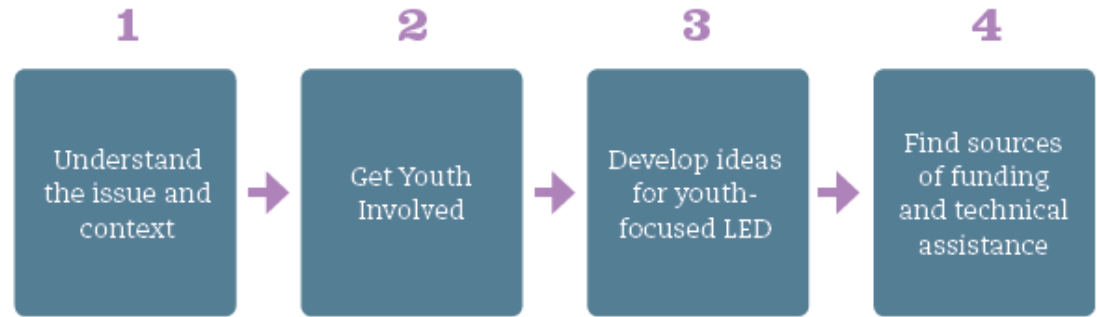 1
2
3
4
Understand
the issue and
context
Get Youth
Involved
Develop ideas
for youth-
focused LED
Find sources
of funding
and technical
assistance